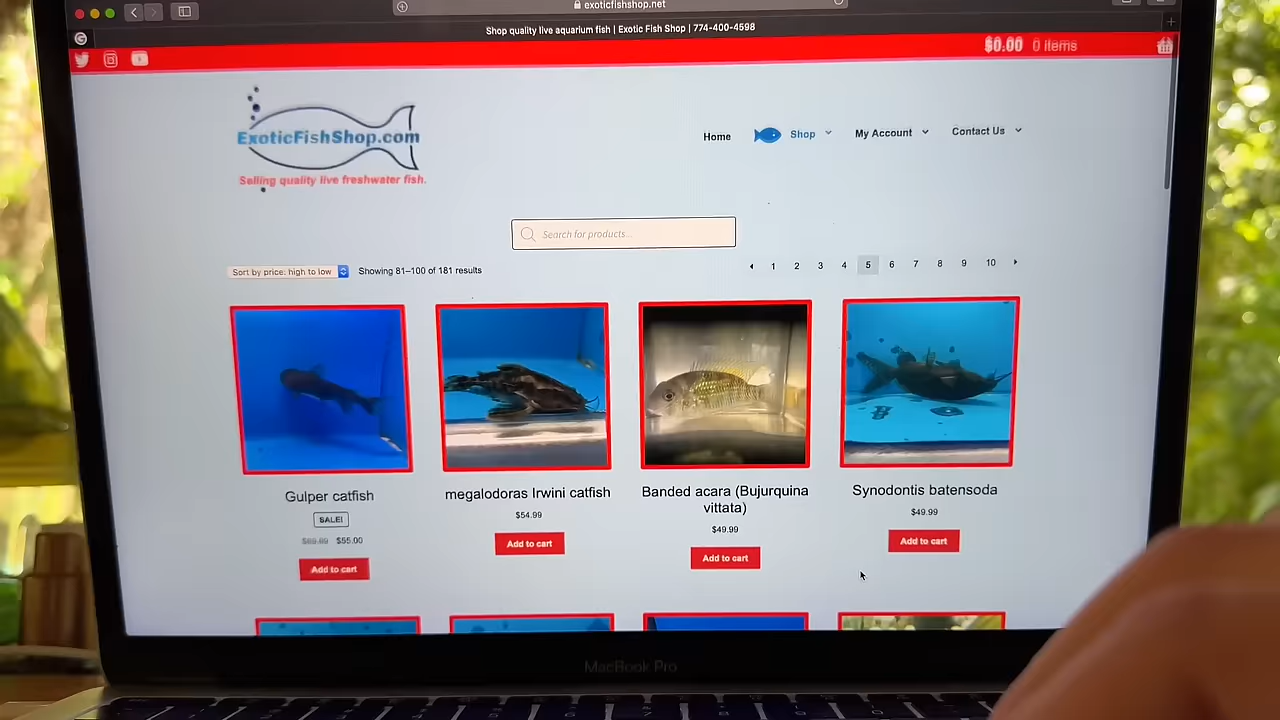 exoticfishshop.net
Shop quality live aquarium fish | Exotic Fish Shop | 774-400-4598
$0.00 0 items
ExoticFishShop.com
Selling quality live freshwater fish.
Home Shop My Account Contact Us
Search for products...
Sort by price: high to low Showing 81–100 of 181 results 1 2 3 4 5 6 7 8 9 10
Gulper catfish
SALE!
$55.00
Add to cart
megalodoras Irwini catfish
$54.99
Add to cart
Banded acara (Bujurquina
vittata)
$49.99
Add to cart
Synodontis batensoda
$49.99
Add to cart
MacBook Pro